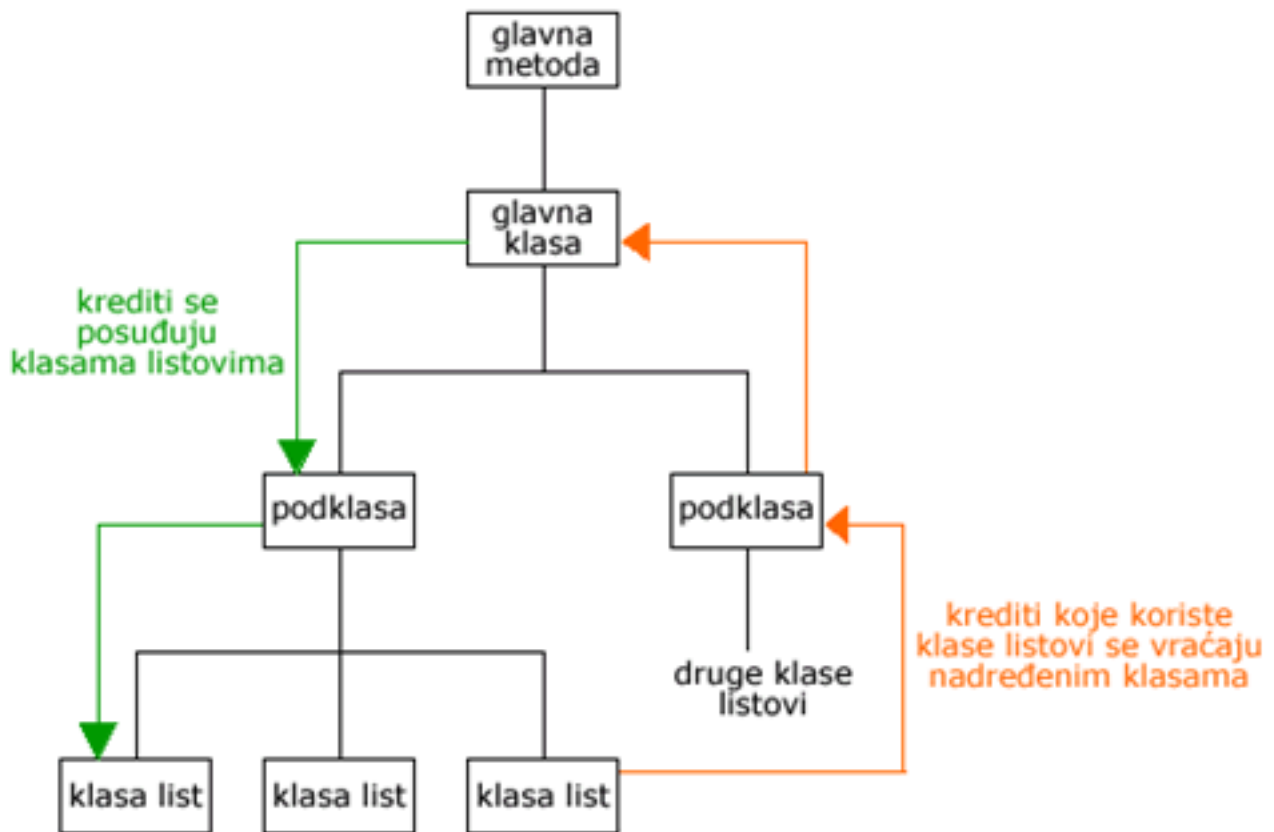 glavna
metoda
glavna
klasa
krediti se
posuđuju
klasama listovima
podklasa
podklasa
krediti koje koriste
klase listovi se vraćaju
nadređenim klasama
druge klase
listovi
klasa list
klasa list
klasa list